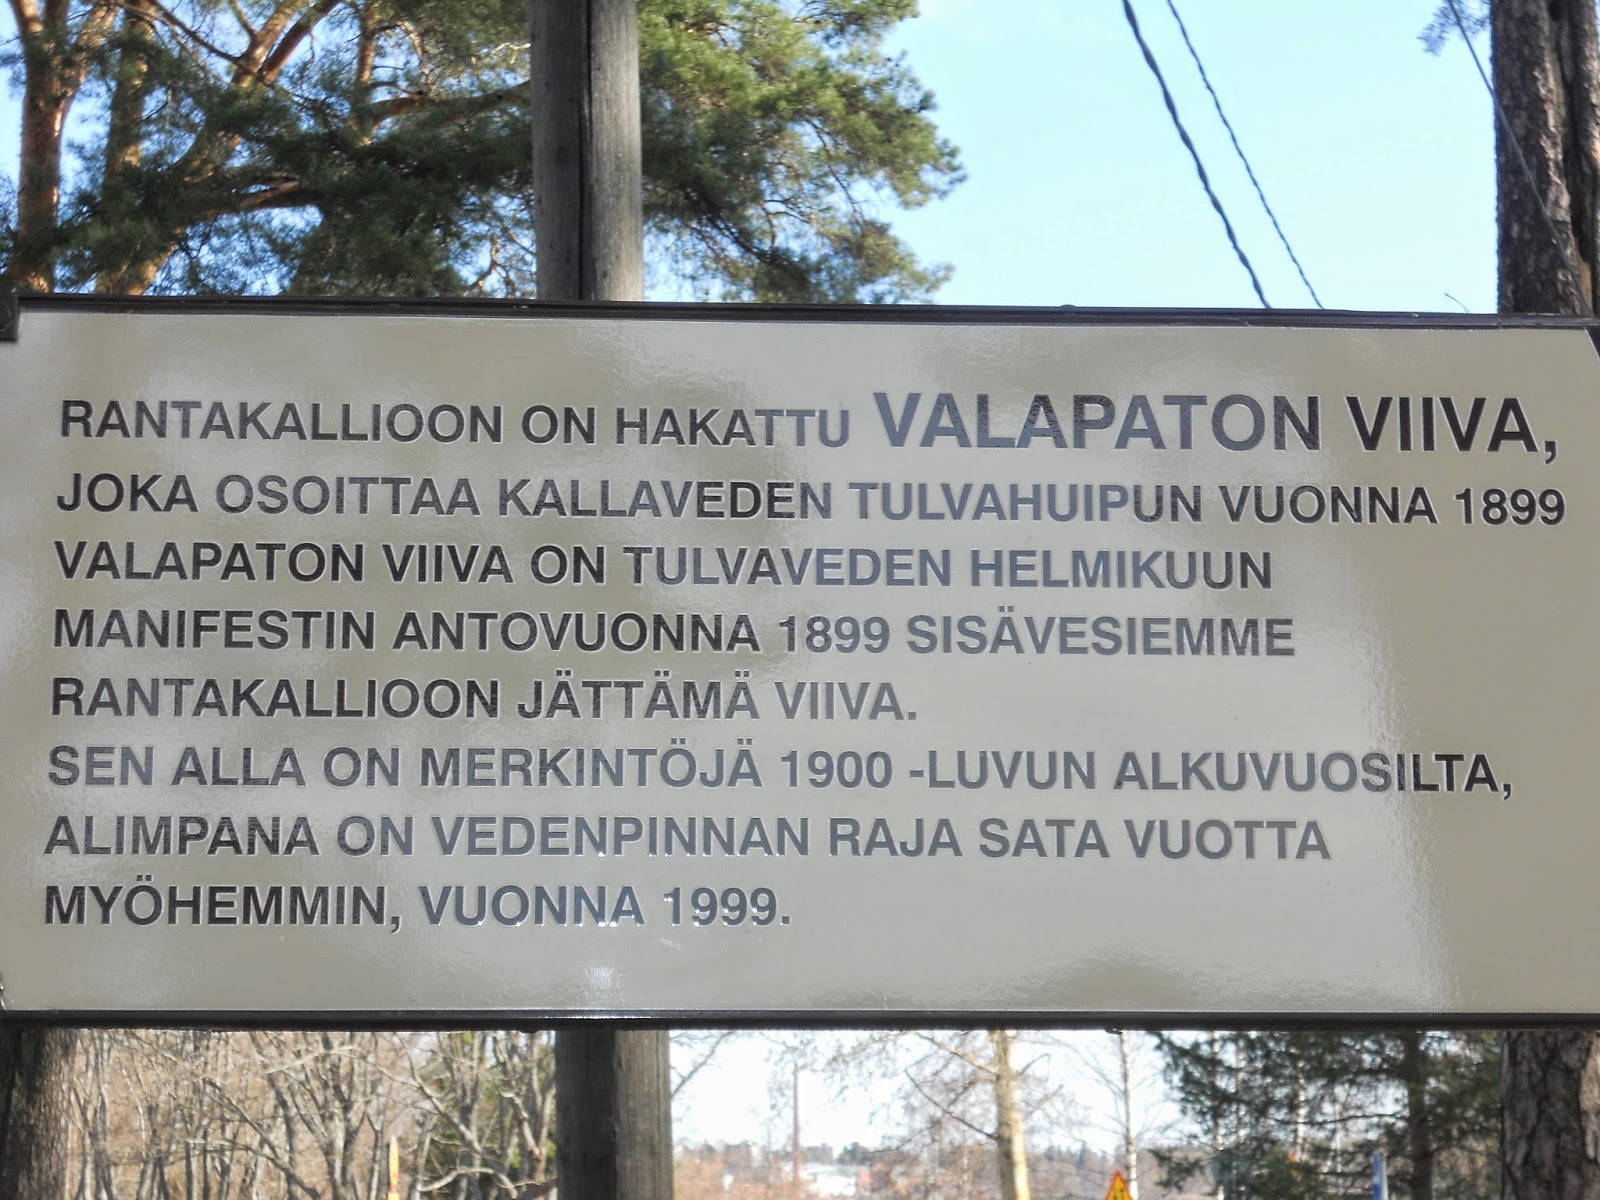 RANTAKALLIOON ON HAKATTU VALAPATON VIIVA,
JOKA OSOITTAA KALLAVEDEN TULVAHUIPUN VUONNA 1899
VALAPATON VIIVA ON TULVAVEDEN HELMIKUUN
MANIFESTIN ANTOVUONNA 1899 SISÄVESIEMME
RANTAKALLIOON JÄTTÄMÄ VIIVA.
SEN ALLA ON MERKINTÖJÄ 1900 -LUVUN ALKUVUOSILTA,
ALIMPANA ON VEDENPINNAN RAJA SATA VUOTTA
MYÖHEMMIN, VUONNA 1999.